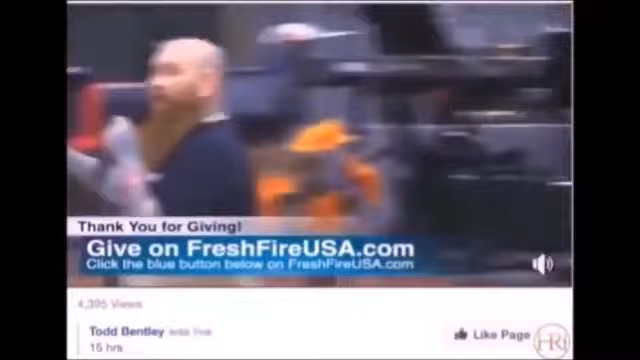 Thank You for Giving!
Give on FreshFireUSA.com
Click the blue button below on FreshFireUSA.com
4,395 Views
Todd Bentley was live
Like Page
15 hrs